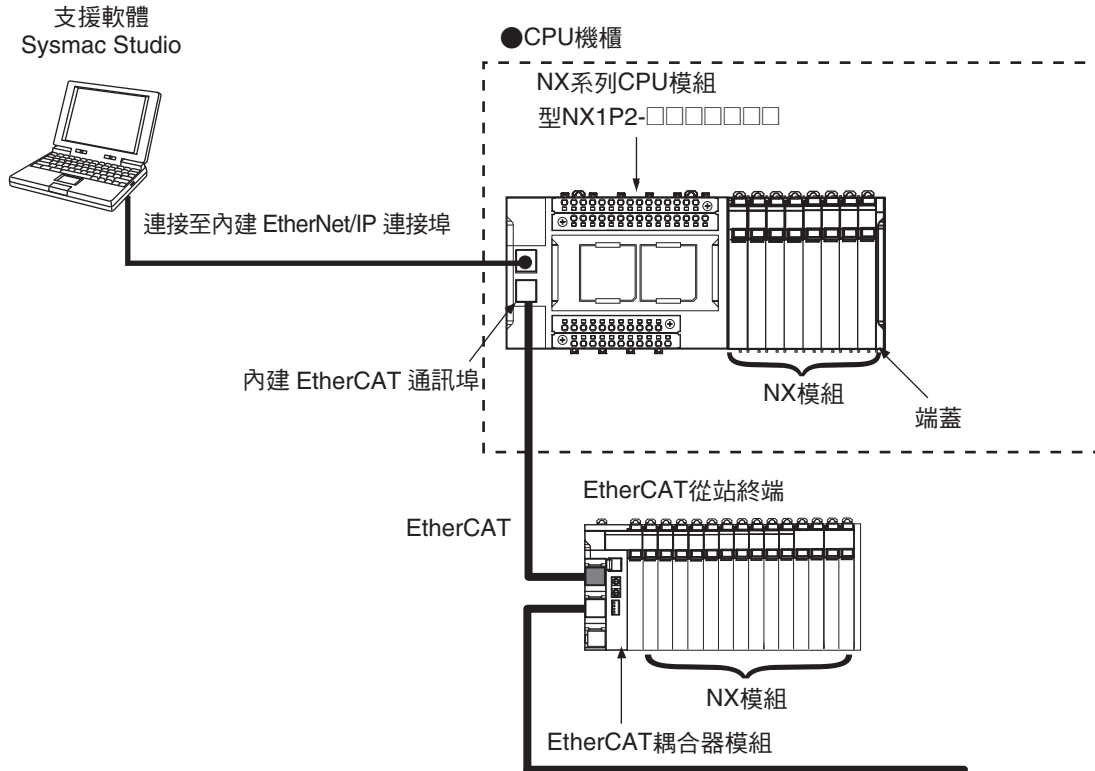 支援軟體
Sysmac Studio
●CPU機櫃
NX系列CPU模組
型NX1P2-□□□□□□□
連接至內建 EtherNet/IP 連接埠
內建 EtherCAT 通訊埠
NX模組
端蓋
EtherCAT從站終端
EtherCAT
NX模組
EtherCAT耦合器模組